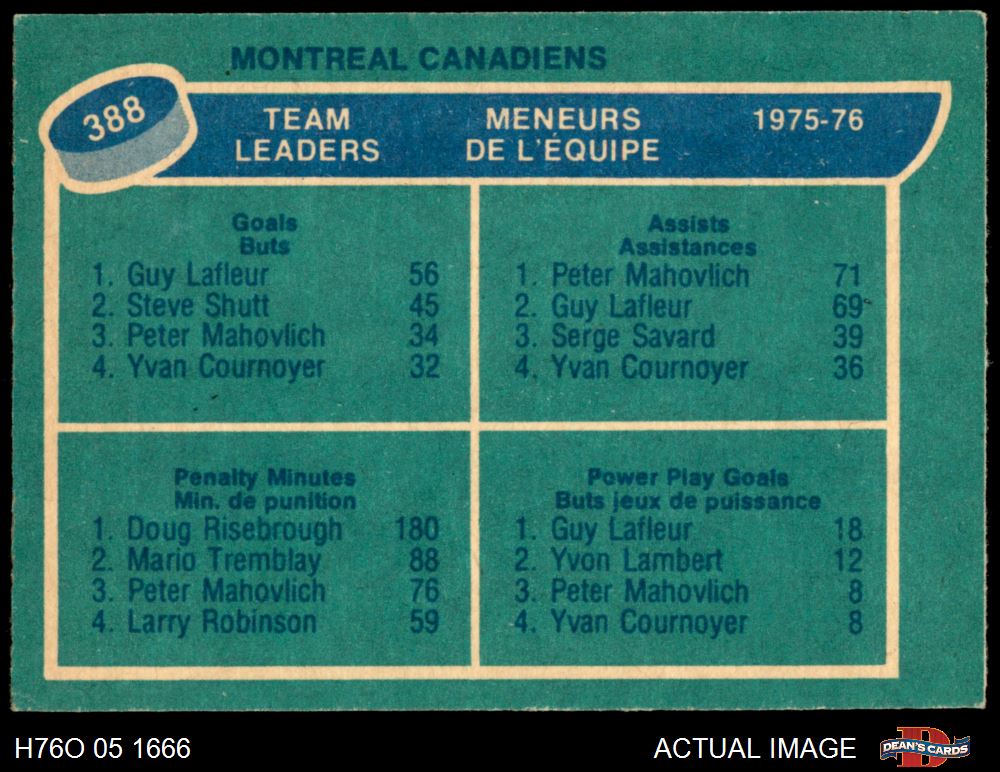 MONTREAL CANADIENS
388
TEAM LEADERS
MENEURS DE L'ÉQUIPE
1975-76
Goals
Buts
1. Guy Lafleur 56
2. Steve Shutt 45
3. Peter Mahovlich 34
4. Yvan Cournoyer 32
Assists
Assistances
1. Peter Mahovlich 71
2. Guy Lafleur 69
3. Serge Savard 39
4. Yvan Cournoyer 36
Penalty Minutes
Min. de punition
1. Doug Risebrough 180
2. Mario Tremblay 88
3. Peter Mahovlich 76
4. Larry Robinson 59
Power Play Goals
Buts jeux de puissance
1. Guy Lafleur 18
2. Yvon Lambert 12
3. Peter Mahovlich 8
4. Yvan Cournoyer 8
H76O 05 1666
ACTUAL IMAGE
DEAN'S CARDS